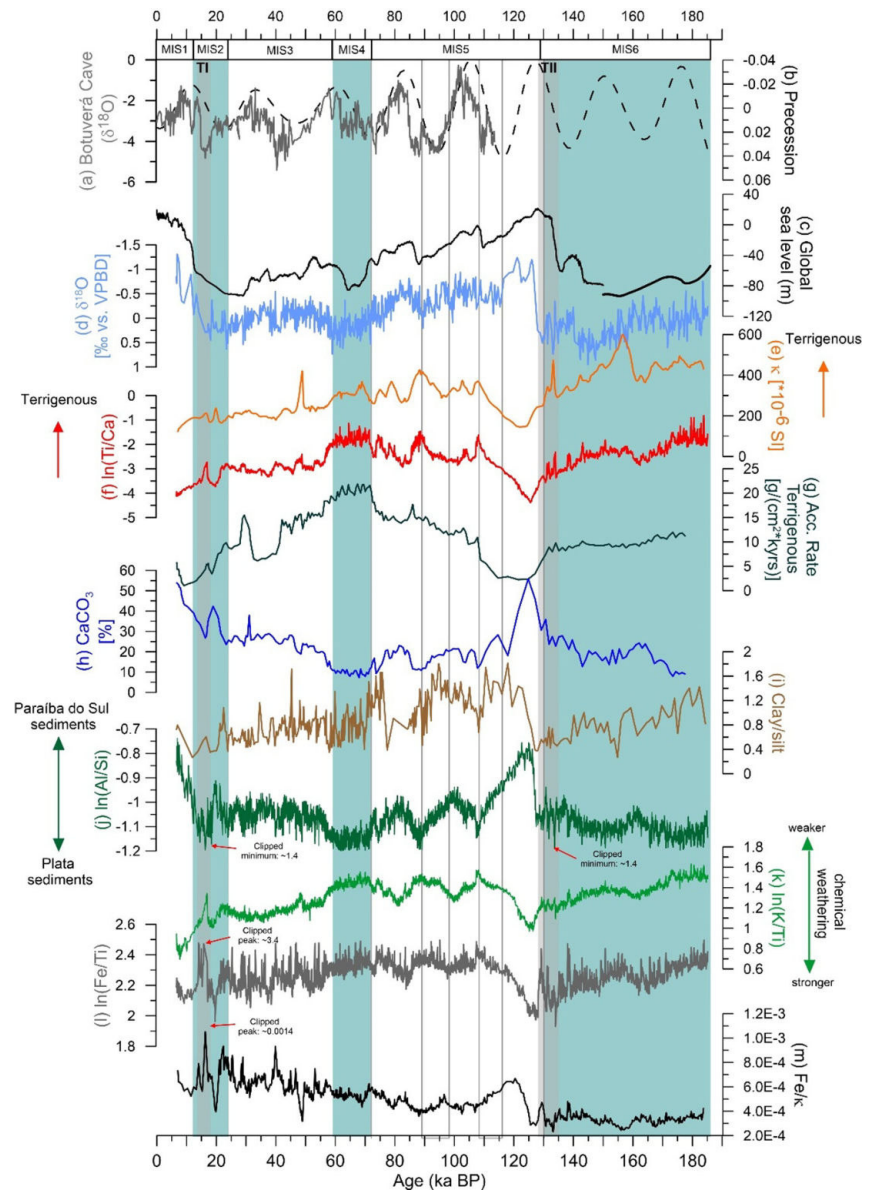 0 20 40 60 80 100 120 140 160 180
MIS1 MIS2 MIS3 MIS4 MIS5 MIS6
TI TII
(a) Botuverá Cave
(δ18O)
0
-2
-4
-6
-0.04
-0.02
0
0.02
0.04
0.06
(b) Precession
40
0
-40
-80
-120
(c) Global
sea level (m)
-1.5
-1
-0.5
0
0.5
1
(d) δ18O
[‰ vs. VPBD]
600
400
200
0
(e) κ [*10-6 SI]
Terrigenous
Terrigenous
0
-1
-2
-3
-4
-5
(f) ln(Ti/Ca)
25
20
15
10
5
0
(g) Acc. Rate
Terrigenous
[g/(cm²*kyrs)]
60
50
40
30
20
10
0
(h) CaCO3
[%]
2
1.6
1.2
0.8
0.4
0
(i) Clay/silt
Paraíba do Sul
sediments
Plata
sediments
-0.7
-0.8
-0.9
-1
-1.1
-1.2
(j) ln(Al/Si)
Clipped
minimum: ~1.4
Clipped
minimum: ~1.4
1.8
1.6
1.4
1.2
1
0.8
0.6
(k) ln(K/Ti)
weaker
chemical
weathering
stronger
2.6
2.4
2.2
2
1.8
(l) ln(Fe/Ti)
Clipped
peak: ~3.4
Clipped
peak: ~0.0014
1.2E-3
1.0E-3
8.0E-4
6.0E-4
4.0E-4
2.0E-4
(m) Fe/κ
0 20 40 60 80 100 120 140 160 180
Age (ka BP)